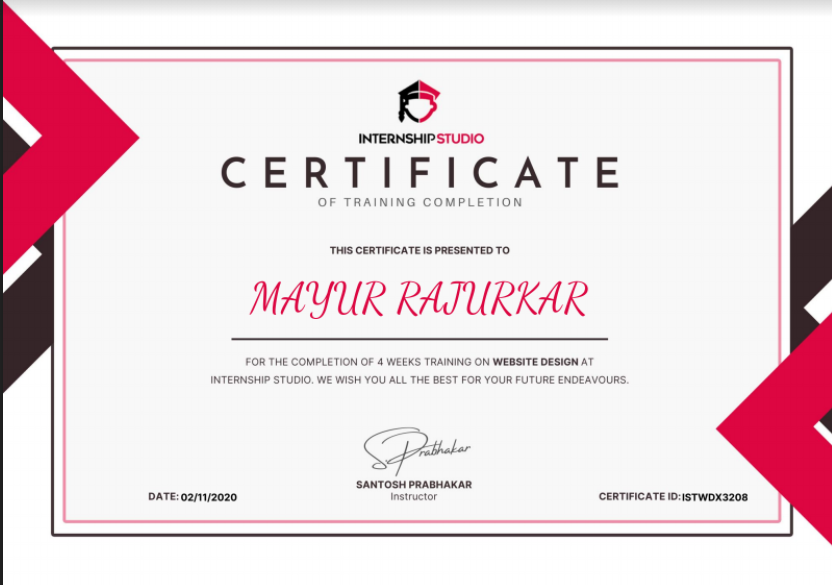 INTERNSHIPSTUDIO
CERTIFICATE
OF TRAINING COMPLETION
THIS CERTIFICATE IS PRESENTED TO
MAYUR RAJURKAR
FOR THE COMPLETION OF 4 WEEKS TRAINING ON WEBSITE DESIGN AT
INTERNSHIP STUDIO. WE WISH YOU ALL THE BEST FOR YOUR FUTURE ENDEAVOURS.
S.Prabhakar
SANTOSH PRABHAKAR
Instructor
DATE: 02/11/2020
CERTIFICATE ID:ISTWDX3208